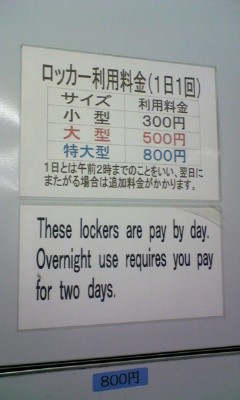 ロッカー利用料金(1日1回)
サイズ 利用料金
小型 300円
大型 500円
特大型 800円
1日とは午前2時までのことをいい、翌日に
またがる場合は追加料金がかかります。
These lockers are pay by day.
Overnight use requires you pay
for two days.
800円